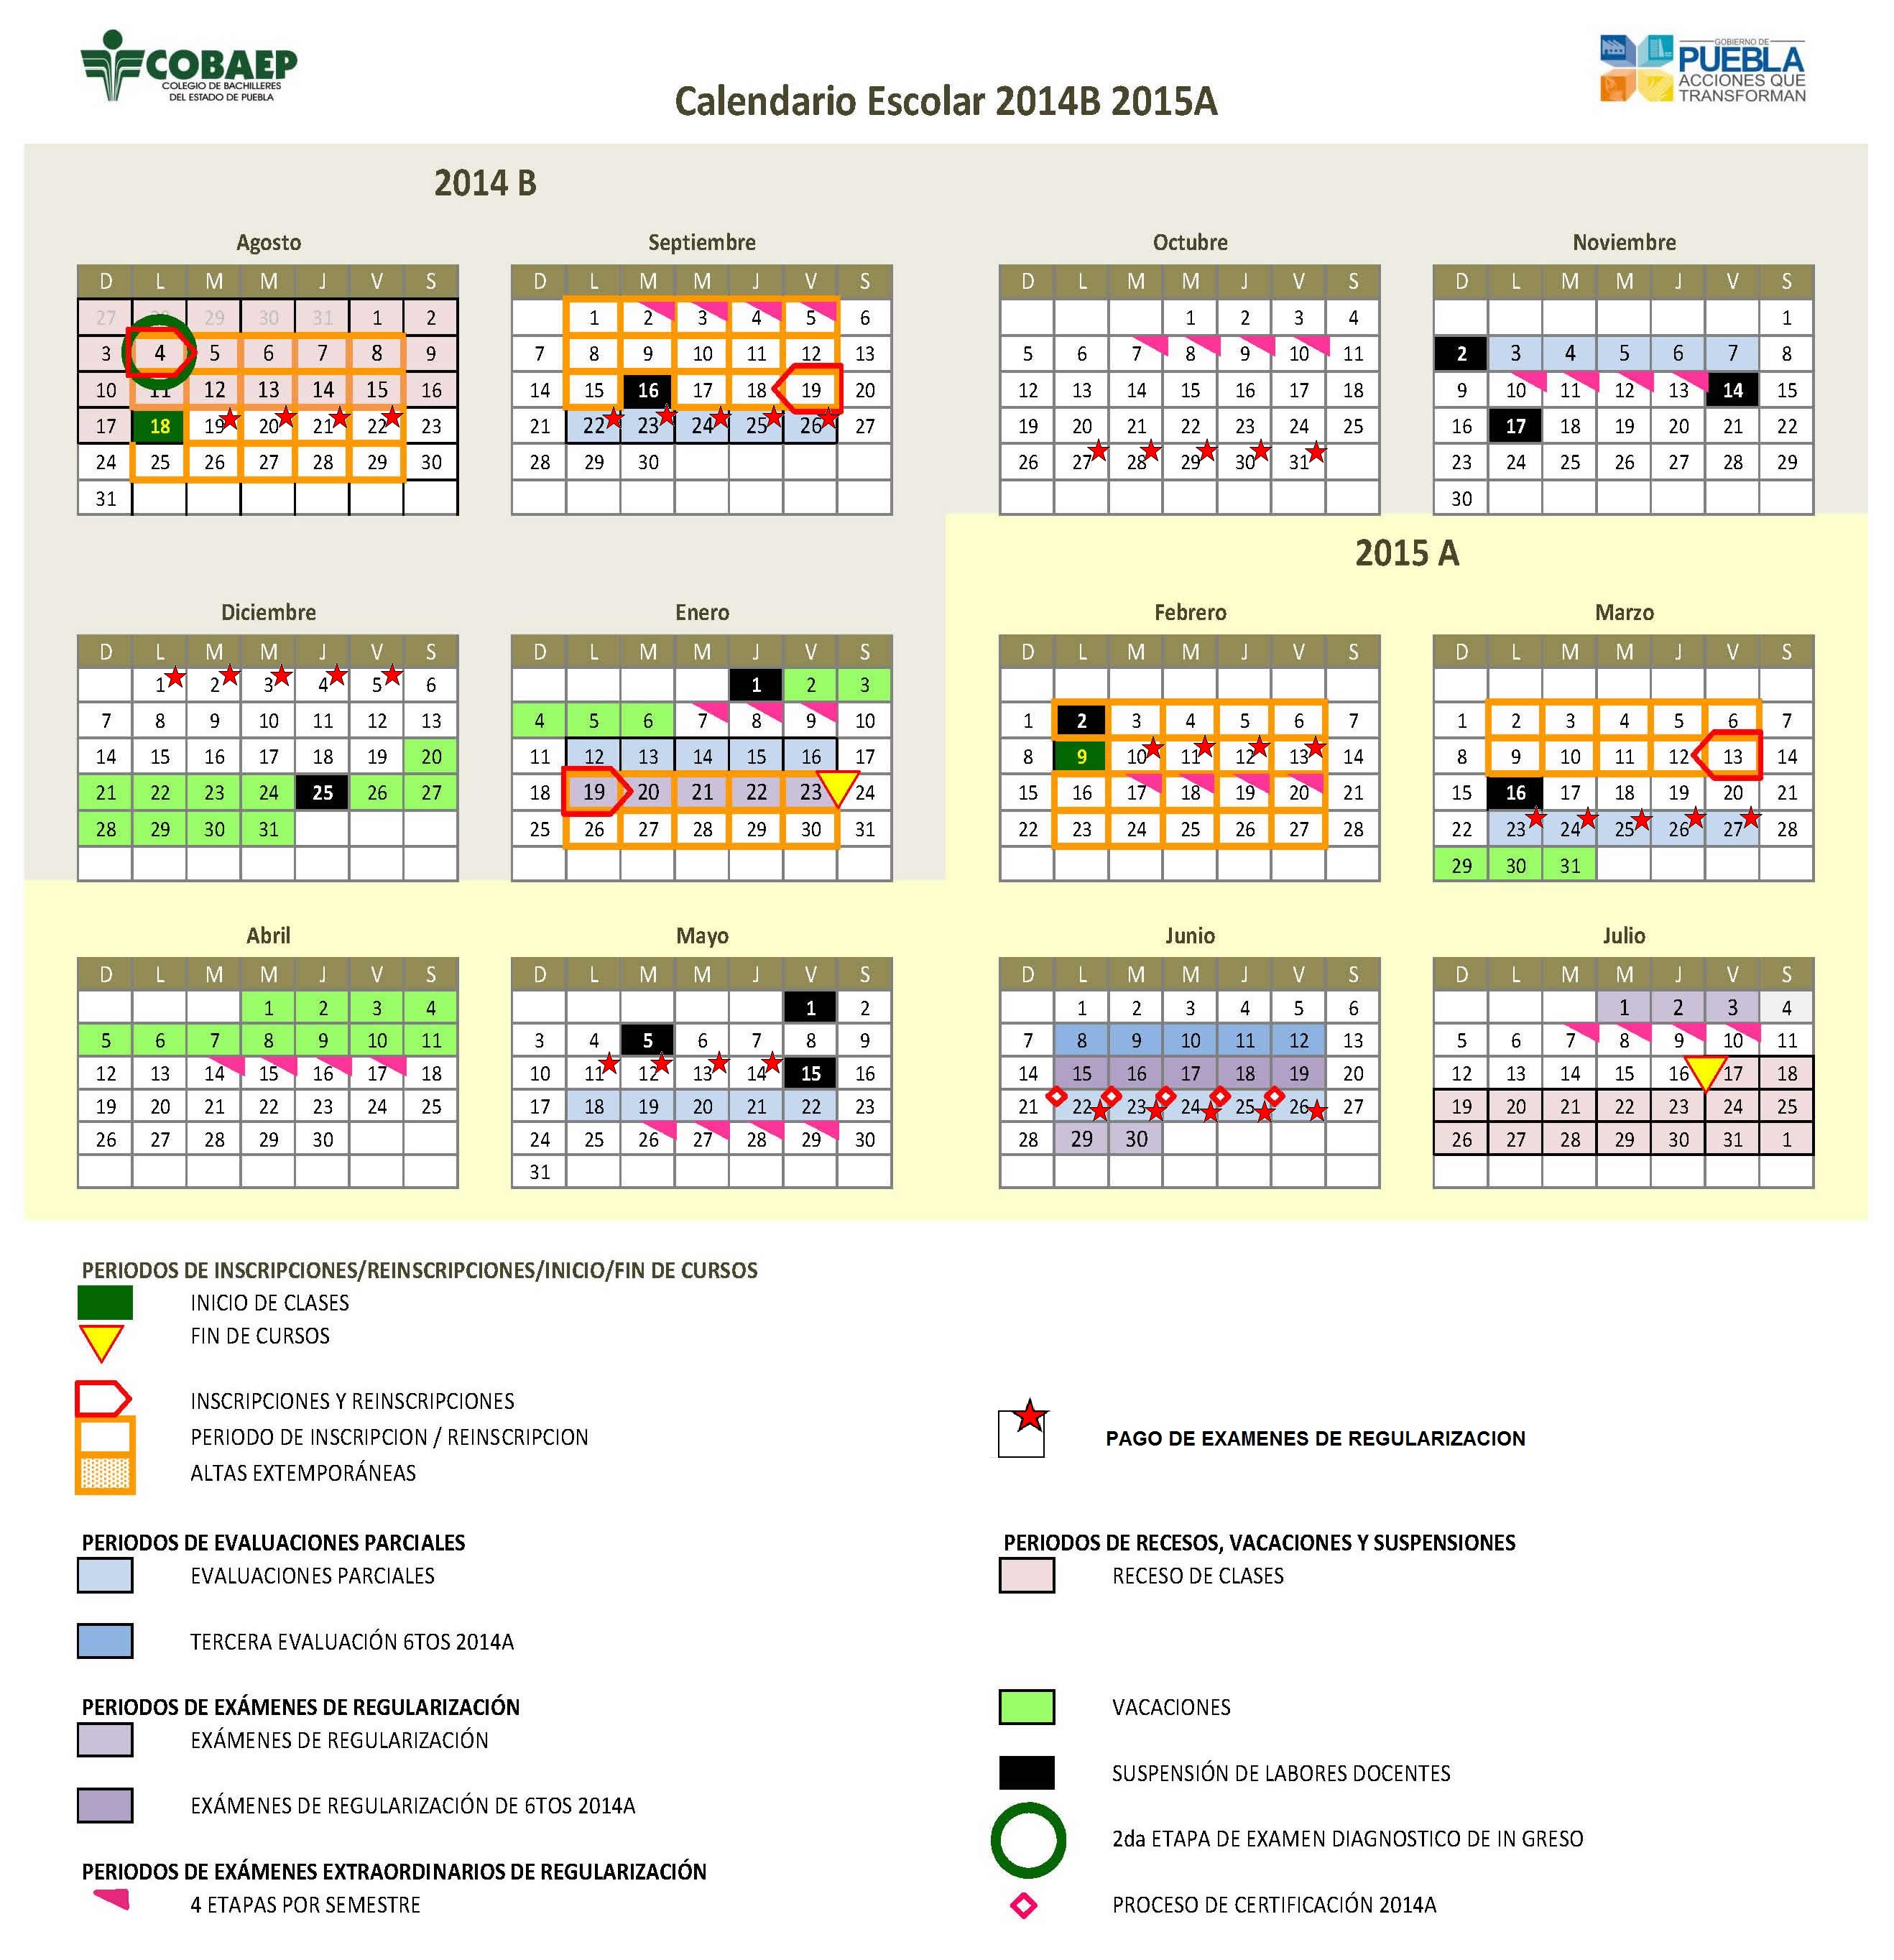 COBAEP
COLEGIO DE BACHILLERES
DEL ESTADO DE PUEBLA
Calendario Escolar 2014B 2015A
GOBIERNO DE
PUEBLA
ACCIONES QUE
TRANSFORMAN
2014 B
Agosto
D L M M J V S
27 29 30 31 1 2
3 4 5 6 7 8 9
10 11 12 13 14 15 16
17 18 19 20 21 22 23
24 25 26 27 28 29 30
31
Septiembre
D L M M J V S
1 2 3 4 5 6
7 8 9 10 11 12 13
14 15 16 17 18 19 20
21 22 23 24 25 26 27
28 29 30
Octubre
D L M M J V S
1 2 3 4
5 6 7 8 9 10 11
12 13 14 15 16 17 18
19 20 21 22 23 24 25
26 27 28 29 30 31
Noviembre
D L M M J V S
1
2 3 4 5 6 7 8
9 10 11 12 13 14 15
16 17 18 19 20 21 22
23 24 25 26 27 28 29
30
2015 A
Diciembre
D L M M J V S
1 2 3 4 5 6
7 8 9 10 11 12 13
14 15 16 17 18 19 20
21 22 23 24 25 26 27
28 29 30 31
Enero
D L M M J V S
1 2 3
4 5 6 7 8 9 10
11 12 13 14 15 16 17
18 19 20 21 22 23 24
25 26 27 28 29 30 31
Febrero
D L M M J V S
1 2 3 4 5 6 7
8 9 10 11 12 13 14
15 16 17 18 19 20 21
22 23 24 25 26 27 28
Marzo
D L M M J V S
1 2 3 4 5 6 7
8 9 10 11 12 13 14
15 16 17 18 19 20 21
22 23 24 25 26 27 28
29 30 31
Abril
D L M M J V S
1 2 3 4
5 6 7 8 9 10 11
12 13 14 15 16 17 18
19 20 21 22 23 24 25
26 27 28 29 30
Mayo
D L M M J V S
1 2
3 4 5 6 7 8 9
10 11 12 13 14 15 16
17 18 19 20 21 22 23
24 25 26 27 28 29 30
31
Junio
D L M M J V S
1 2 3 4 5 6
7 8 9 10 11 12 13
14 15 16 17 18 19 20
21 22 23 24 25 26 27
28 29 30
Julio
D L M M J V S
1 2 3 4
5 6 7 8 9 10 11
12 13 14 15 16 17 18
19 20 21 22 23 24 25
26 27 28 29 30 31 1
PERIODOS DE INSCRIPCIONES/REINSCRIPCIONES/INICIO/FIN DE CURSOS
INICIO DE CLASES
FIN DE CURSOS
INSCRIPCIONES Y REINSCRIPCIONES
PERIODO DE INSCRIPCION / REINSCRIPCION
ALTAS EXTEMPORÁNEAS
PAGO DE EXAMENES DE REGULARIZACION
PERIODOS DE EVALUACIONES PARCIALES
EVALUACIONES PARCIALES
TERCERA EVALUACIÓN 6TOS 2014A
PERIODOS DE EXÁMENES DE REGULARIZACIÓN
EXÁMENES DE REGULARIZACIÓN
EXÁMENES DE REGULARIZACIÓN DE 6TOS 2014A
PERIODOS DE EXÁMENES EXTRAORDINARIOS DE REGULARIZACIÓN
4 ETAPAS POR SEMESTRE
PERIODOS DE RECESOS, VACACIONES Y SUSPENSIONES
RECESO DE CLASES
VACACIONES
SUSPENSIÓN DE LABORES DOCENTES
2da ETAPA DE EXAMEN DIAGNOSTICO DE IN GRESO
PROCESO DE CERTIFICACIÓN 2014A